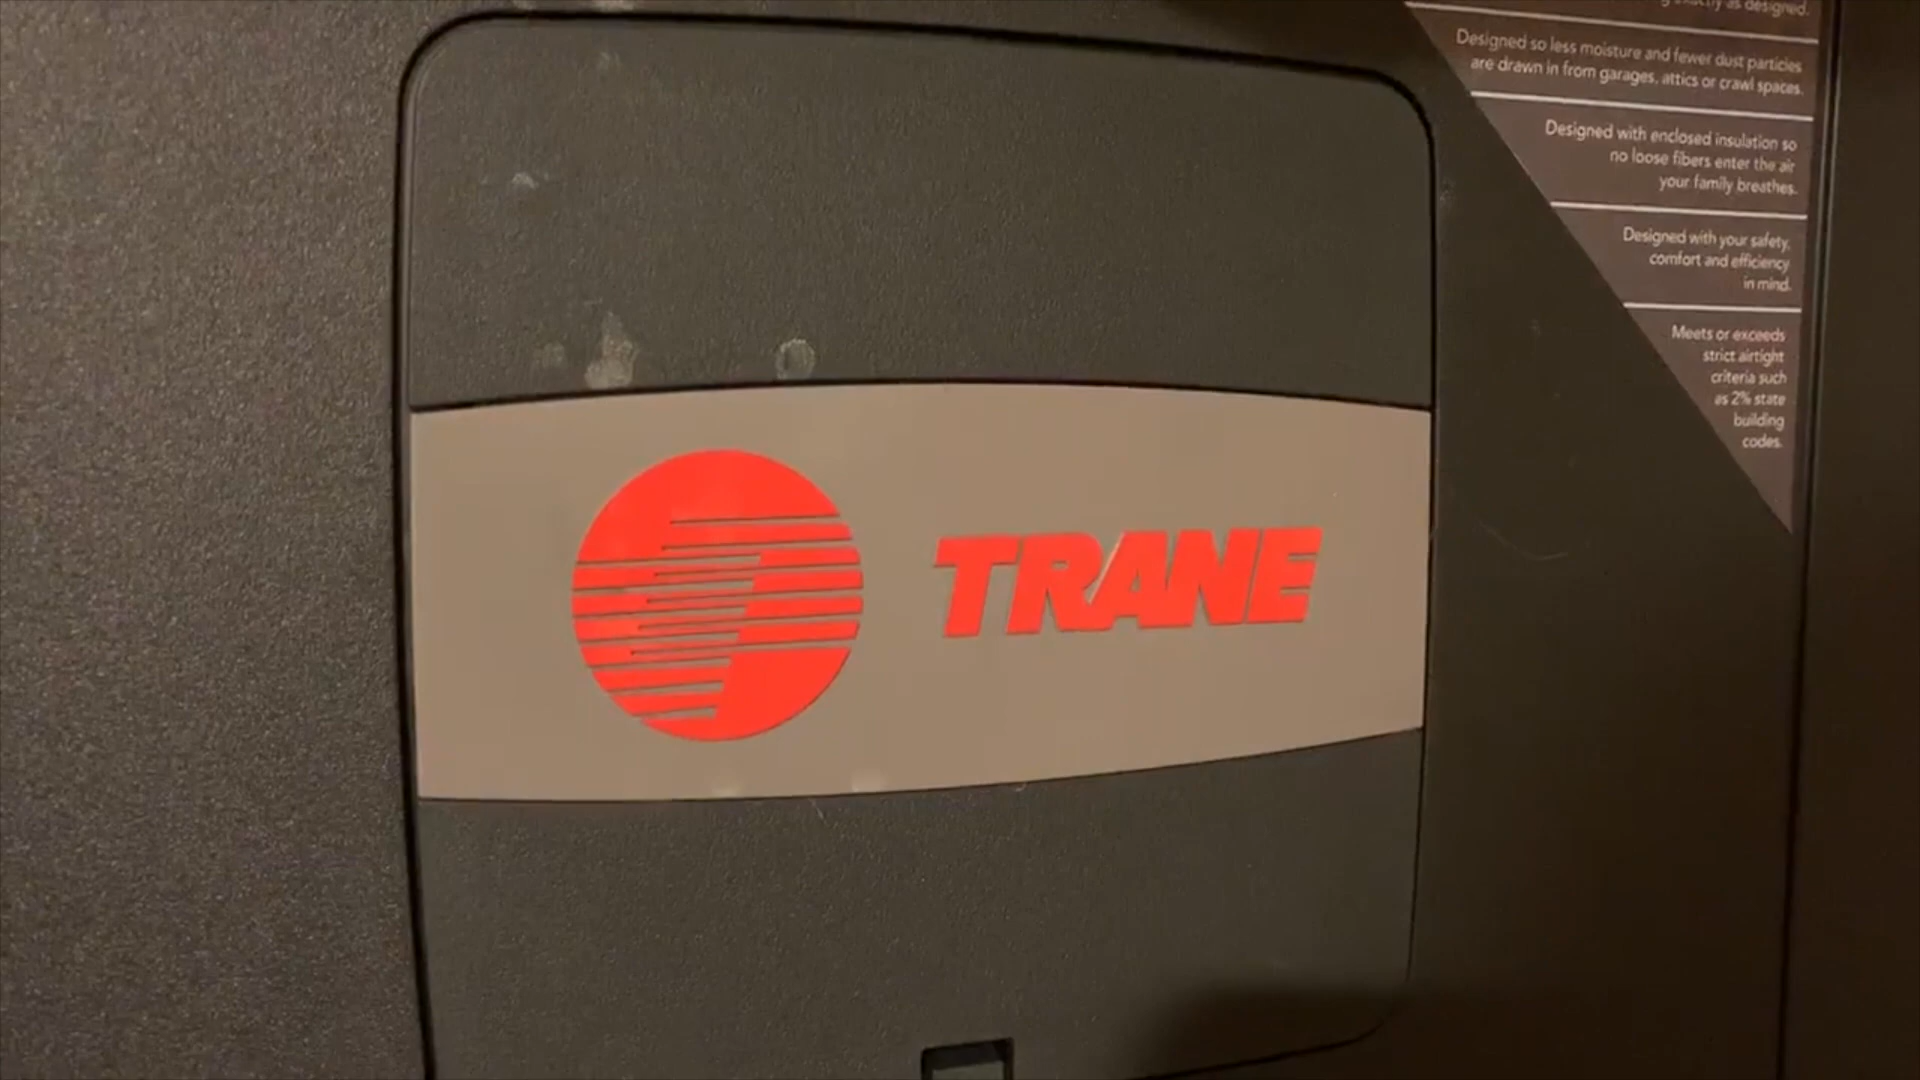 as designed.
Designed so less moisture and fewer dust particles
are drawn in from garages, attics or crawl spaces.
Designed with enclosed insulation so
no loose fibers enter the air
your family breathes.
Designed with your safety,
comfort and efficiency
in mind.
Meets or exceeds
strict airtight
criteria such
as 2% state
building
codes.
TRANE